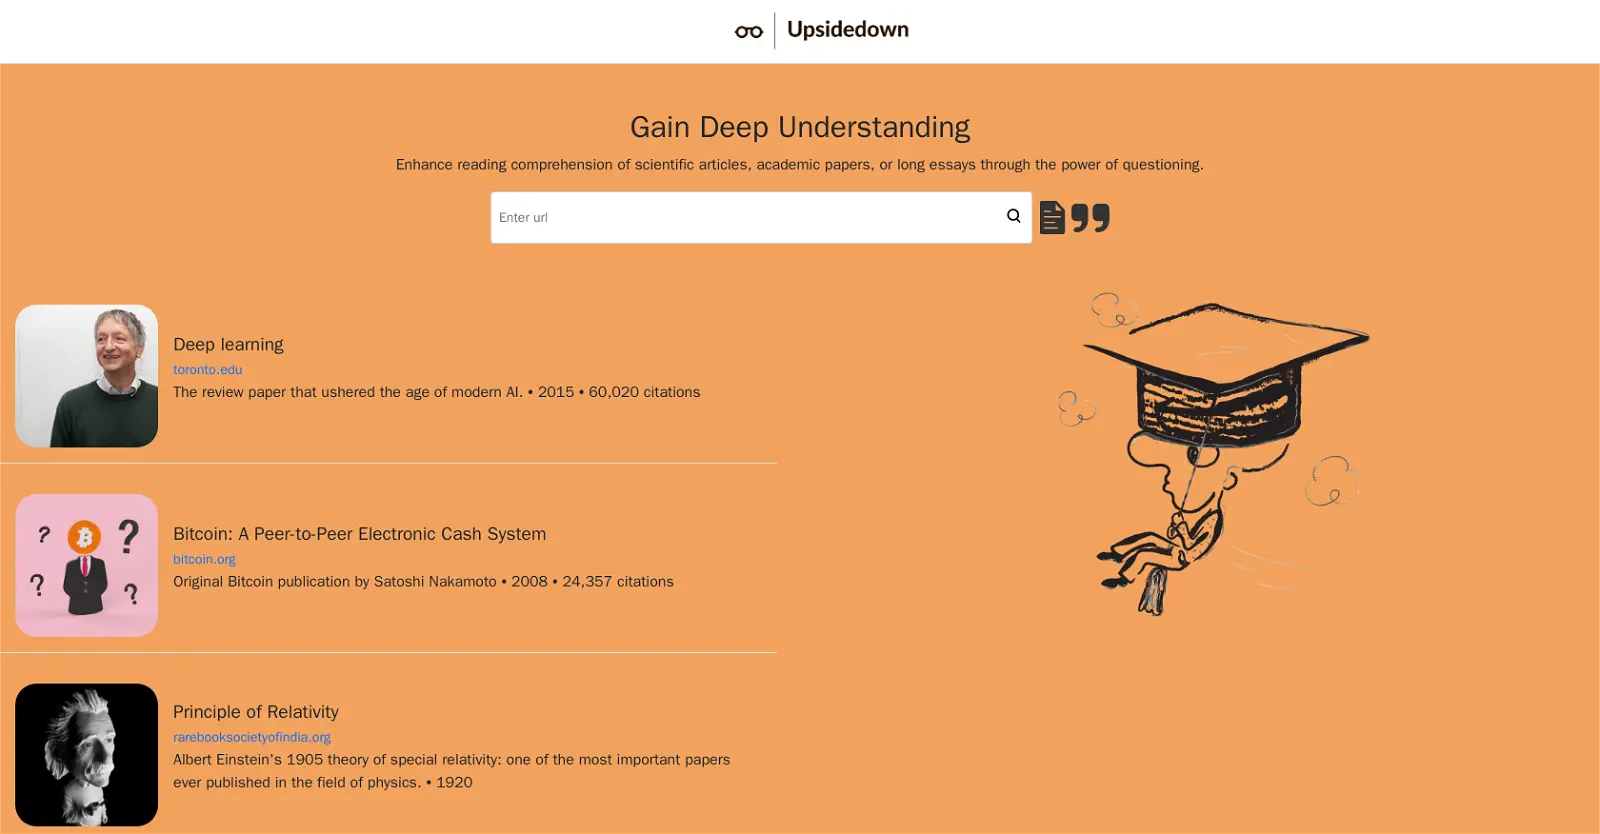 Upsidedown
Gain Deep Understanding
Enhance reading comprehension of scientific articles, academic papers, or long essays through the power of questioning.
Enter url
Deep learning
toronto.edu
The review paper that ushered the age of modern AI. • 2015 • 60,020 citations
Bitcoin: A Peer-to-Peer Electronic Cash System
bitcoin.org
Original Bitcoin publication by Satoshi Nakamoto • 2008 • 24,357 citations
Principle of Relativity
rarebooksocietyofindia.org
Albert Einstein's 1905 theory of special relativity: one of the most important papers
ever published in the field of physics. • 1920